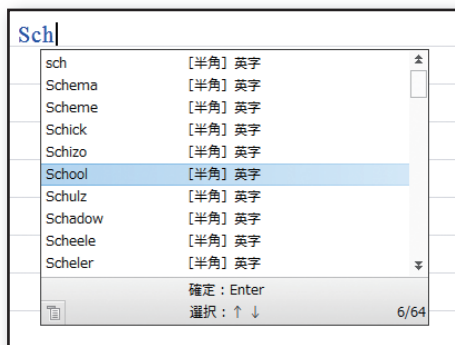 Sch
sch [半角] 英字
Schema [半角] 英字
Scheme [半角] 英字
Schick [半角] 英字
Schizo [半角] 英字
School [半角] 英字
Schulz [半角] 英字
Schadow [半角] 英字
Scheele [半角] 英字
Scheler [半角] 英字
確定：Enter
選択：↑ ↓ 6/64